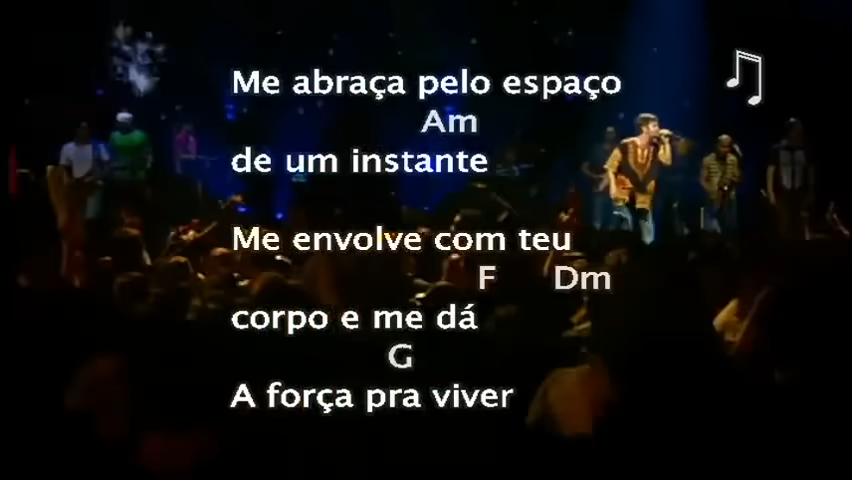 Me abraça pelo espaço
Am
de um instante
Me envolve com teu
F Dm
corpo e me dá
G
A força pra viver